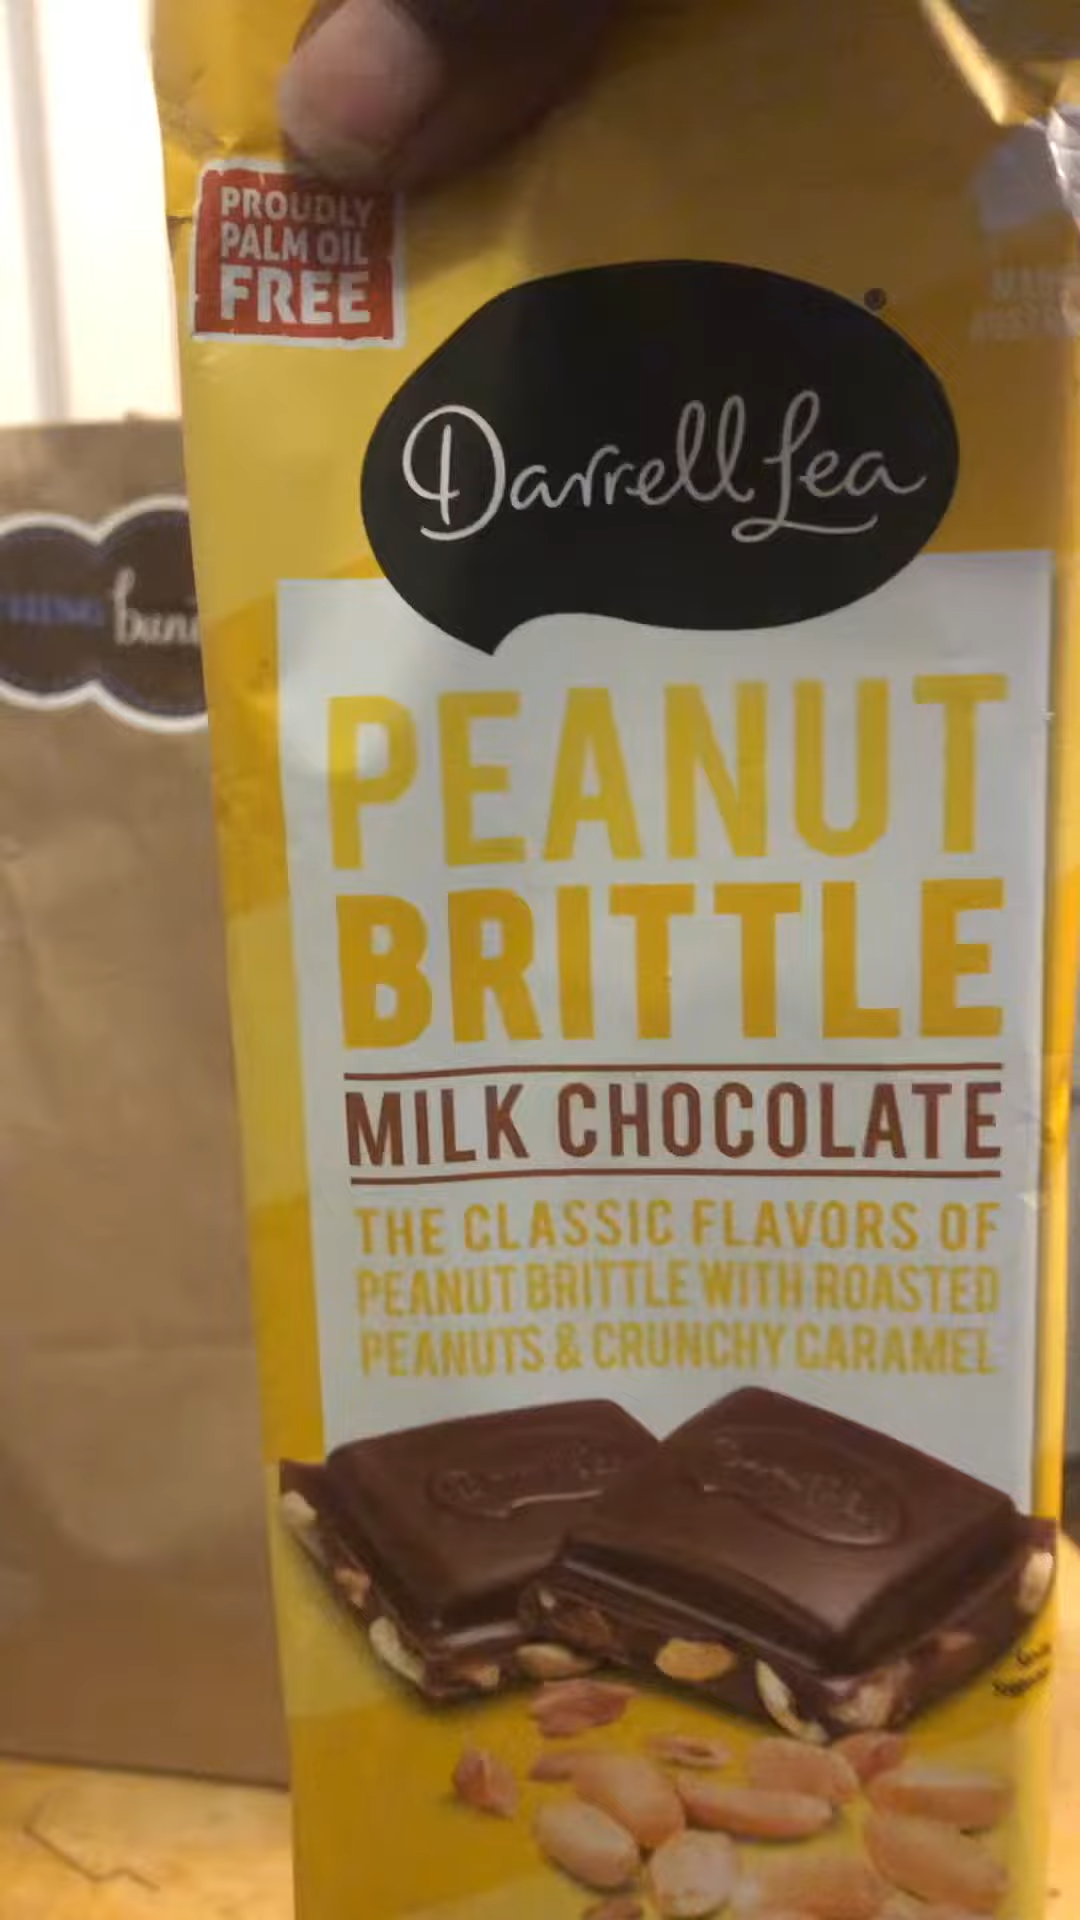 PROUDLY
PALM OIL
FREE
Darrell Lea
PEANUT
BRITTLE
MILK CHOCOLATE
THE CLASSIC FLAVORS OF
PEANUT BRITTLE WITH ROASTED
PEANUTS & CRUNCHY CARAMEL